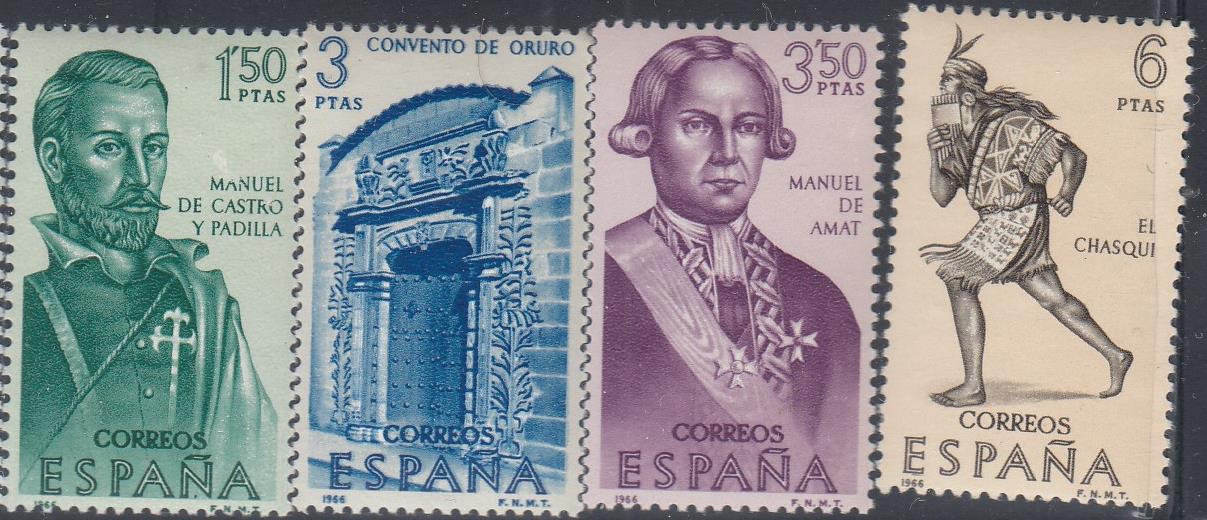 1'50
PTAS
MANUEL
DE CASTRO
Y PADILLA
CORREOS
ESPAÑA
1966
F.N.M.T.
3
PTAS
CONVENTO DE ORURO
CORREOS
ESPAÑA
1966
F.N.M.T.
3'50
PTAS
MANUEL
DE
AMAT
CORREOS
ESPAÑA
1966
F.N.M.T.
6
PTAS
EL
CHASQUI
CORREOS
ESPAÑA
1966
F.N.M.T.